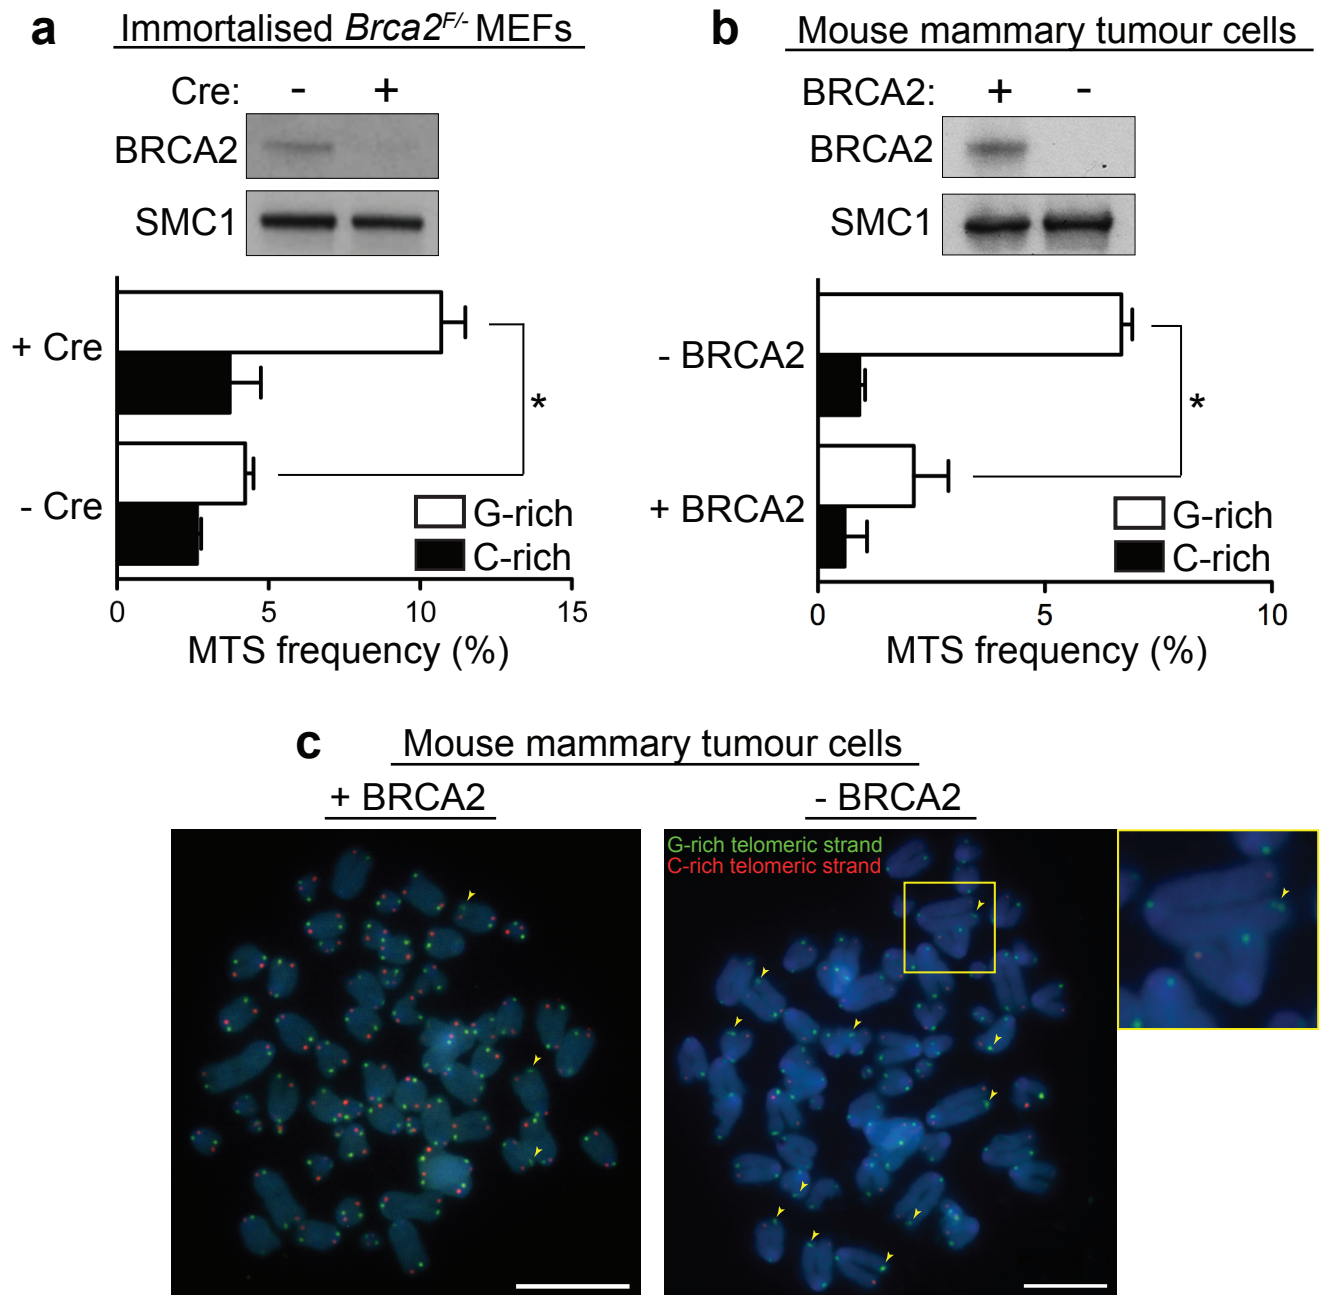 a Immortalised Brca2F/- MEFs
Cre: - +
BRCA2
SMC1
+ Cre
*
- Cre
G-rich
C-rich
0 5 10 15
MTS frequency (%)
b Mouse mammary tumour cells
BRCA2: + -
BRCA2
SMC1
- BRCA2
*
+ BRCA2
G-rich
C-rich
0 5 10
MTS frequency (%)
c Mouse mammary tumour cells
+ BRCA2 - BRCA2
G-rich telomeric strand
C-rich telomeric strand